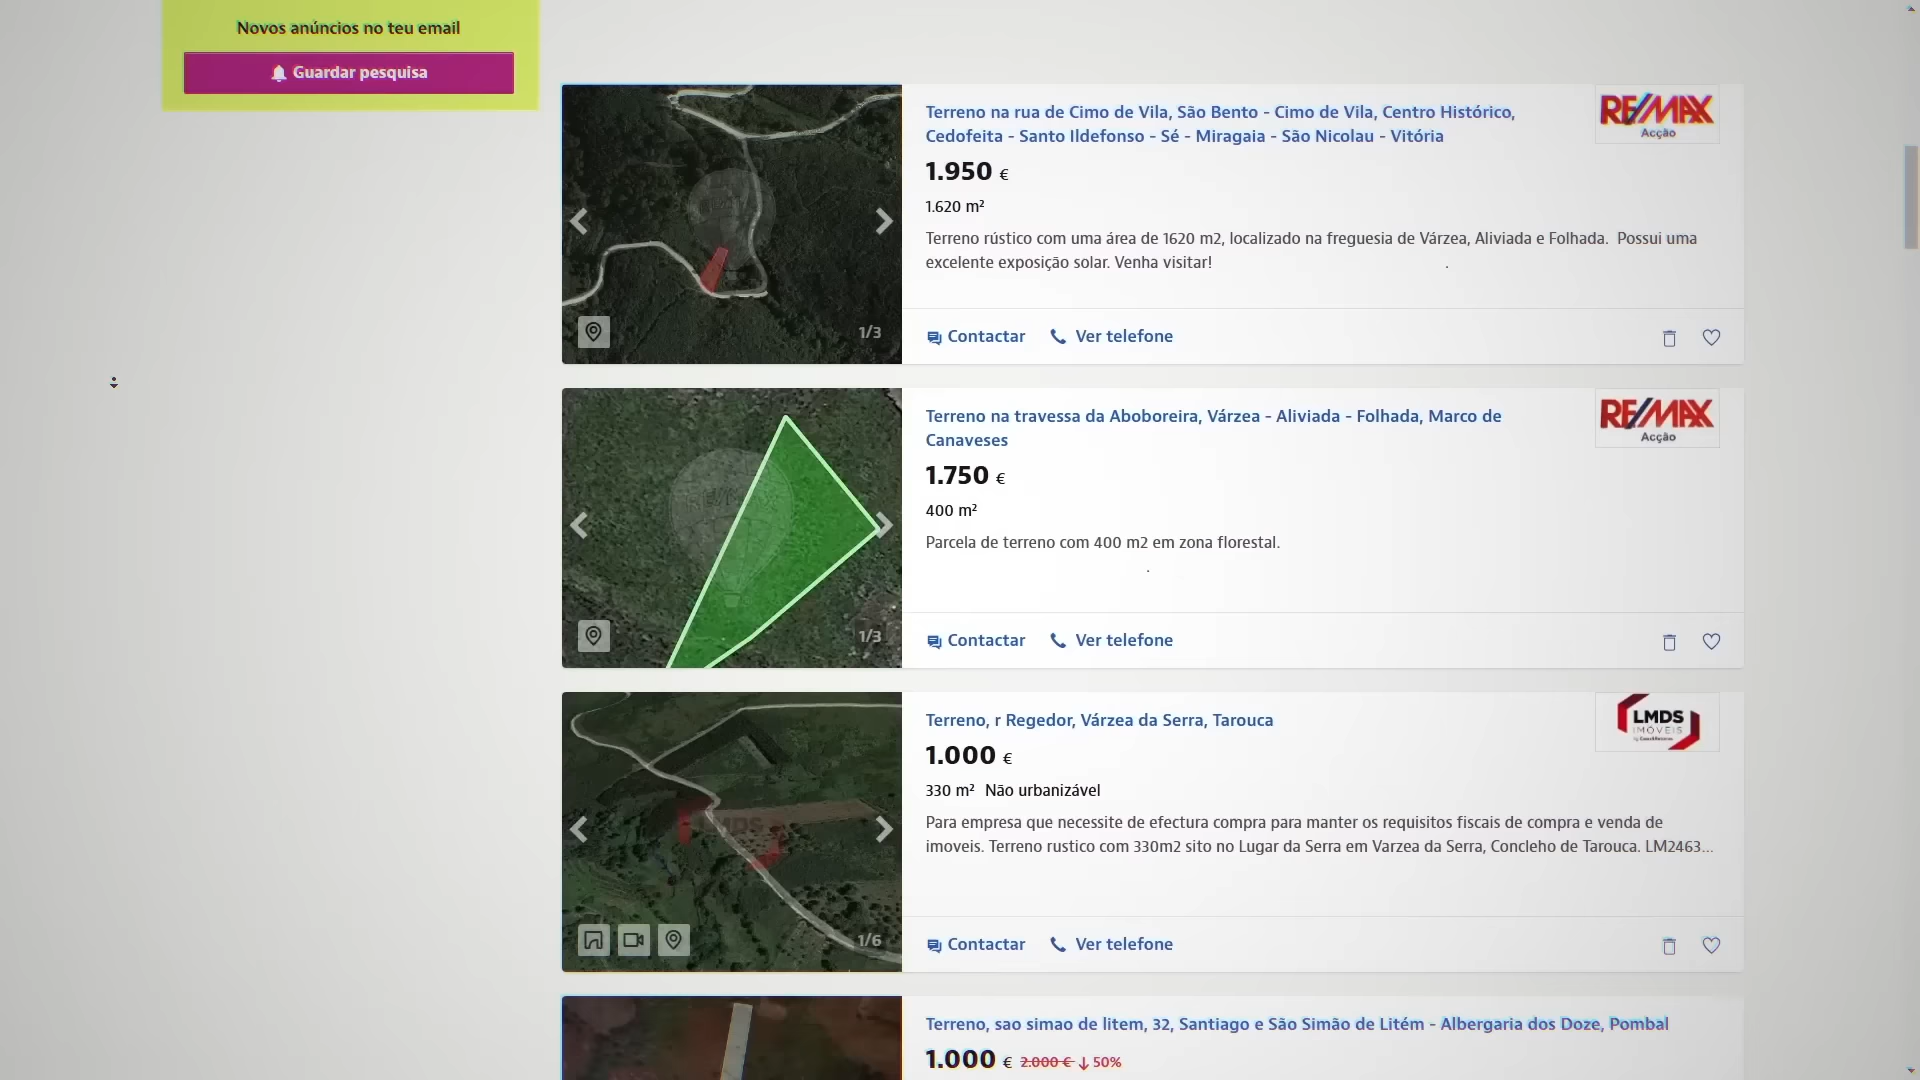 Novos anúncios no teu email
Guardar pesquisa
Terreno na rua de Cimo de Vila, São Bento - Cimo de Vila, Centro Histórico,
Cedofeita - Santo Ildefonso - Sé - Miragaia - São Nicolau - Vitória
RE/MAX
Acção
1.950 €
1.620 m²
Terreno rústico com uma área de 1620 m2, localizado na freguesia de Várzea, Aliviada e Folhada. Possui uma
excelente exposição solar. Venha visitar! .
1/3
Contactar Ver telefone
Terreno na travessa da Aboboreira, Várzea - Aliviada - Folhada, Marco de
Canaveses
RE/MAX
Acção
1.750 €
400 m²
RE/MAX
Parcela de terreno com 400 m2 em zona florestal.
.
1/3
Contactar Ver telefone
Terreno, r Regedor, Várzea da Serra, Tarouca
LMDS
IMÓVEIS
1.000 €
330 m² Não urbanizável
Para empresa que necessite de efectura compra para manter os requisitos fiscais de compra e venda de
imoveis. Terreno rustico com 330m2 sito no Lugar da Serra em Varzea da Serra, Concleho de Tarouca. LM2463...
LMDS
1/6
Contactar Ver telefone
Terreno, sao simao de litem, 32, Santiago e São Simão de Litém - Albergaria dos Doze, Pombal
1.000 € 2.000 € ↓ 50%